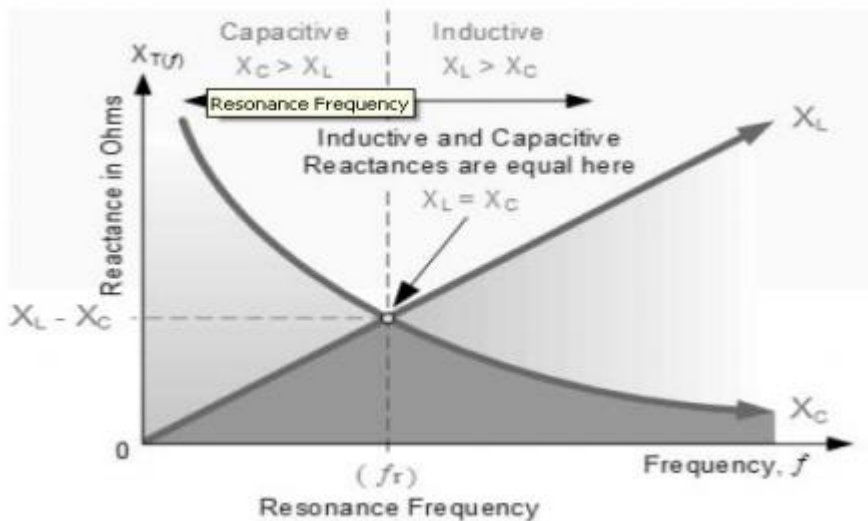 Capacitive
X_C > X_L
Inductive
X_L > X_C
X_T(f)
Resonance Frequency
Inductive and Capacitive
Reactances are equal here
X_L = X_C
X_L
Reactance in Ohms
X_L - X_C
X_C
0
(fr)
Frequency, f
Resonance Frequency